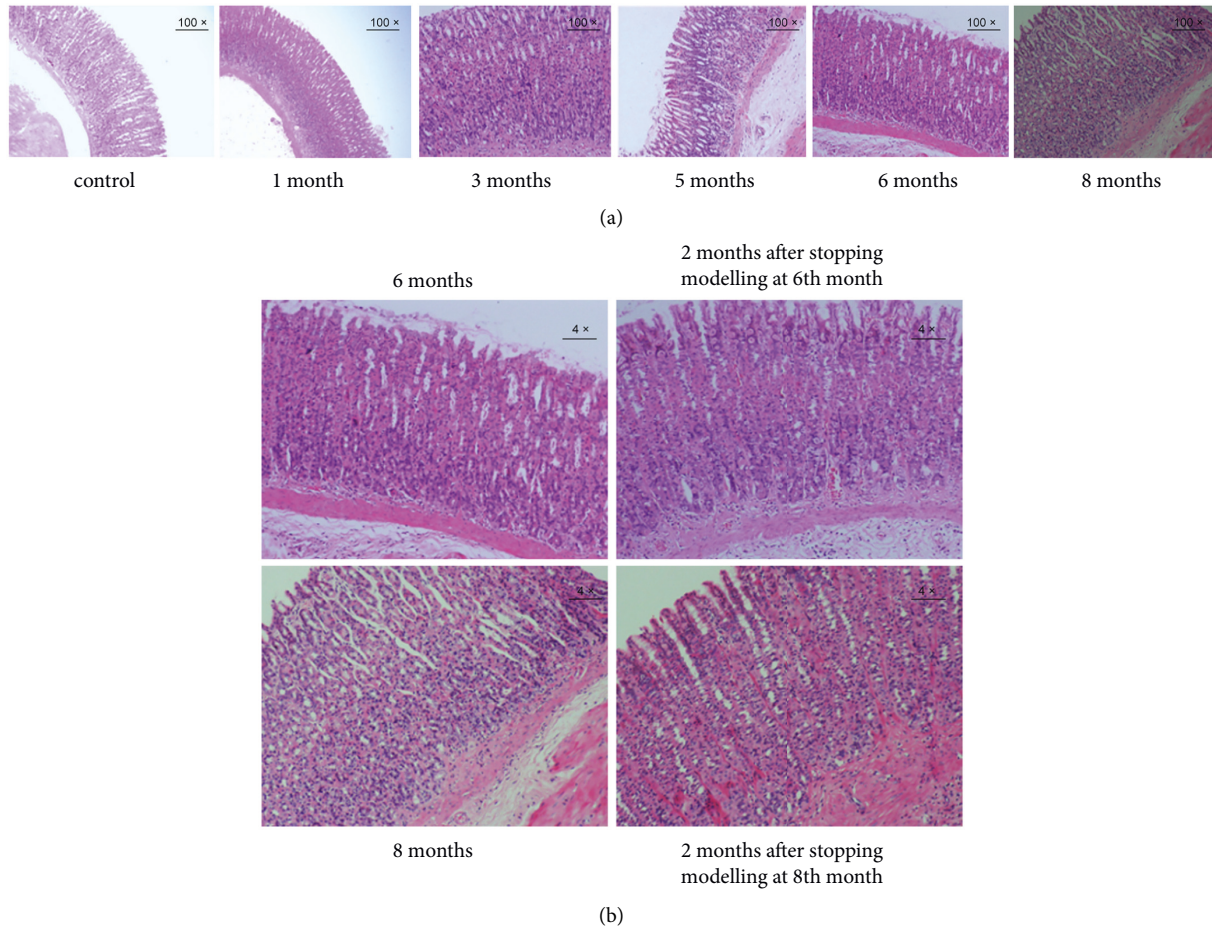 100 ×
100 ×
100 ×
100 ×
100 ×
100 ×
control
1 month
3 months
5 months
6 months
8 months
(a)
6 months
2 months after stopping
modelling at 6th month
4 ×
4 ×
4 ×
4 ×
8 months
2 months after stopping
modelling at 8th month
(b)